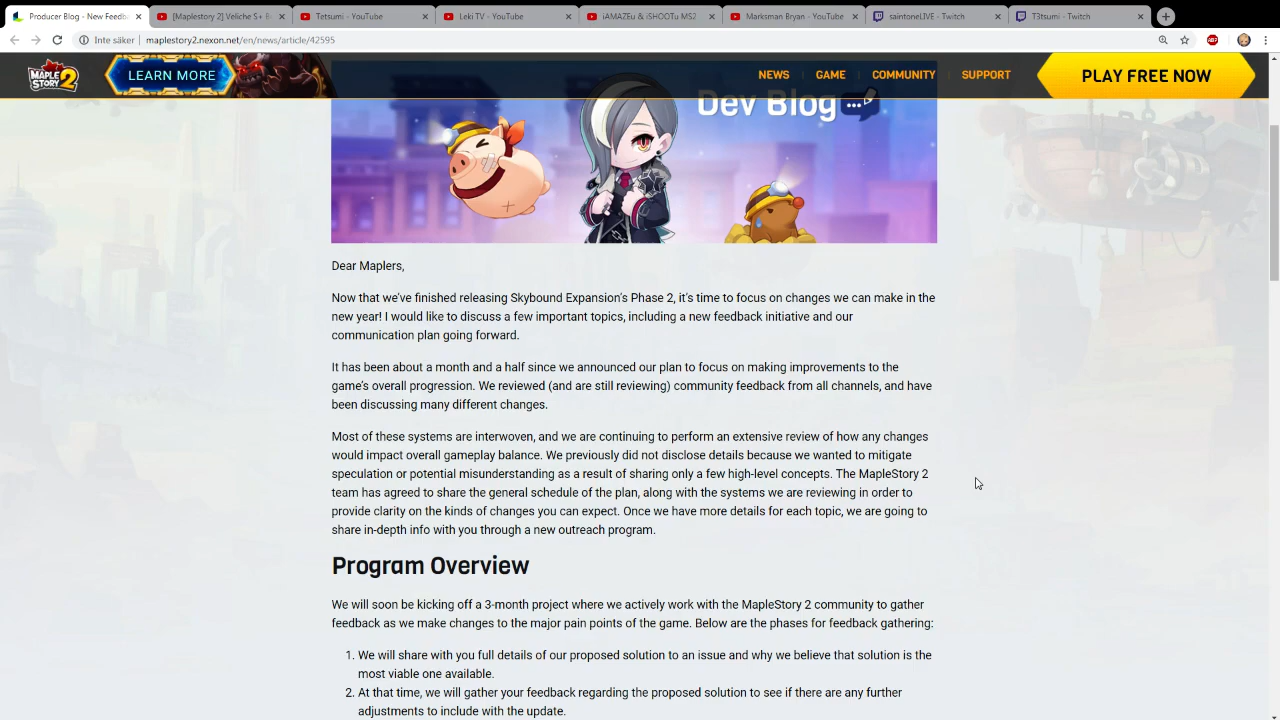 Producer Blog - New Feedba
[Maplestory 2] Veliche S+ B
Tetsumi - YouTube
Leki TV - YouTube
iAMAZEu & iSHOOTu MS2
Marksman Bryan - YouTube
saintoneLIVE - Twitch
T3tsumi - Twitch
Inte säker
maplestory2.nexon.net/en/news/article/42595
MAPLE STORY 2
LEARN MORE
NEWS
GAME
COMMUNITY
SUPPORT
PLAY FREE NOW
Dev Blog
Dear Maplers,
Now that we've finished releasing Skybound Expansion's Phase 2, it's time to focus on changes we can make in the
new year! I would like to discuss a few important topics, including a new feedback initiative and our
communication plan going forward.
It has been about a month and a half since we announced our plan to focus on making improvements to the
game's overall progression. We reviewed (and are still reviewing) community feedback from all channels, and have
been discussing many different changes.
Most of these systems are interwoven, and we are continuing to perform an extensive review of how any changes
would impact overall gameplay balance. We previously did not disclose details because we wanted to mitigate
speculation or potential misunderstanding as a result of sharing only a few high-level concepts. The MapleStory 2
team has agreed to share the general schedule of the plan, along with the systems we are reviewing in order to
provide clarity on the kinds of changes you can expect. Once we have more details for each topic, we are going to
share in-depth info with you through a new outreach program.
Program Overview
We will soon be kicking off a 3-month project where we actively work with the MapleStory 2 community to gather
feedback as we make changes to the major pain points of the game. Below are the phases for feedback gathering:
1. We will share with you full details of our proposed solution to an issue and why we believe that solution is the
most viable one available.
2. At that time, we will gather your feedback regarding the proposed solution to see if there are any further
adjustments to include with the update.